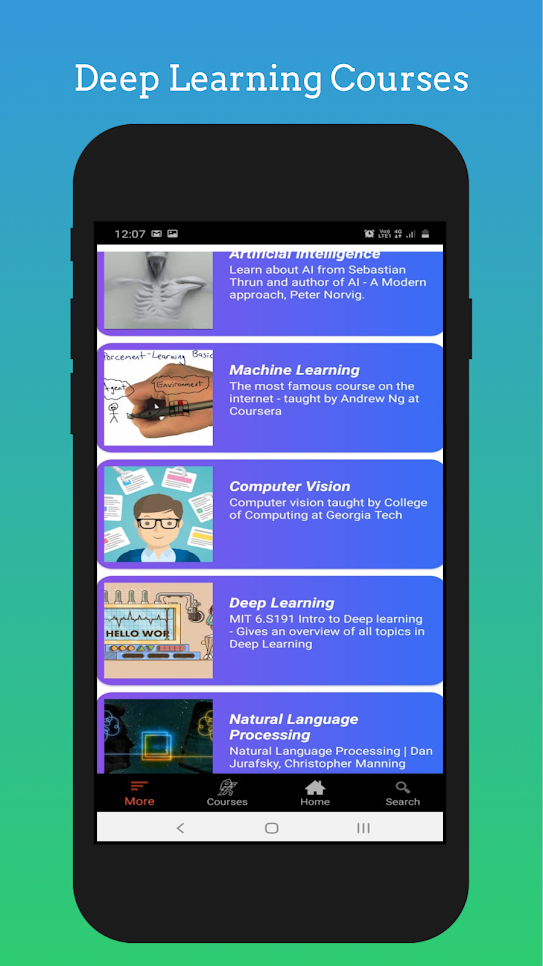 Deep Learning Courses
12:07
Vo)
LTE1
4G
Artificial Intelligence
Learn about AI from Sebastian
Thrun and author of AI - A Modern
approach, Peter Norvig.
orcement-Learning Basic
Agent
Environment
Machine Learning
The most famous course on the
internet - taught by Andrew Ng at
Coursera
Computer Vision
Computer vision taught by College
of Computing at Georgia Tech
HELLO WOR
Deep Learning
MIT 6.S191 Intro to Deep learning
- Gives an overview of all topics in
Deep Learning
Natural Language
Processing
Natural Language Processing | Dan
Jurafsky, Christopher Manning
More
Courses
Home
Search